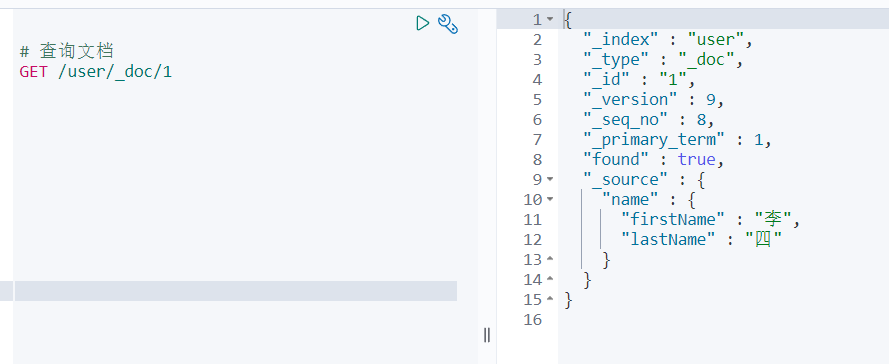 # 查询文档
GET /user/_doc/1
1 {
2 "_index" : "user",
3 "_type" : "_doc",
4 "_id" : "1",
5 "_version" : 9,
6 "_seq_no" : 8,
7 "_primary_term" : 1,
8 "found" : true,
9 "_source" : {
10 "name" : {
11 "firstName" : "李",
12 "lastName" : "四"
13 }
14 }
15 }
16